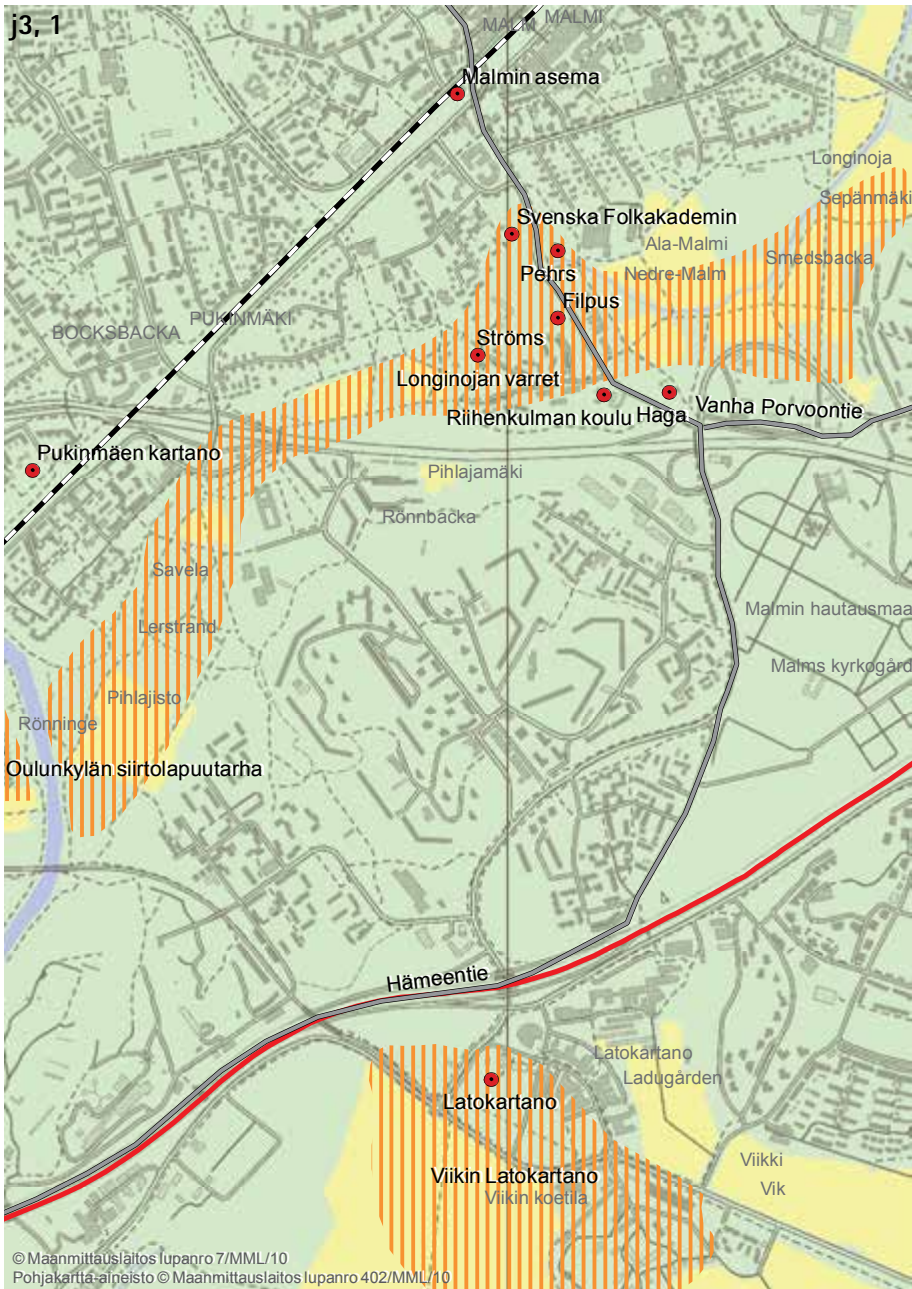 j3, 1
MALM
MALMI
Malmin asema
Longinoja
Sepänmäki
Svenska Folkakademin
Ala-Malmi
Smedsbacka
Pehrs
Nedre-Malm
Filpus
PUKINMÄKI
BOCKSBACKA
Ströms
Longinojan varret
Riihenkulman koulu
Haga
Vanha Porvoontie
Pukinmäen kartano
Pihlajamäki
Rönnbacka
Savela
Malmin hautausmaa
Lerstrand
Malms kyrkogård
Pihlajisto
Rönninge
Oulunkylän siirtolapuutarha
Hämeentie
Latokartano
Ladugården
Latokartano
Viikki
Viikin Latokartano
Vik
Viikin koetila
© Maanmittauslaitos lupanro 7/MML/10
Pohjakartta-aineisto © Maanmittauslaitos lupanro 402/MML/10